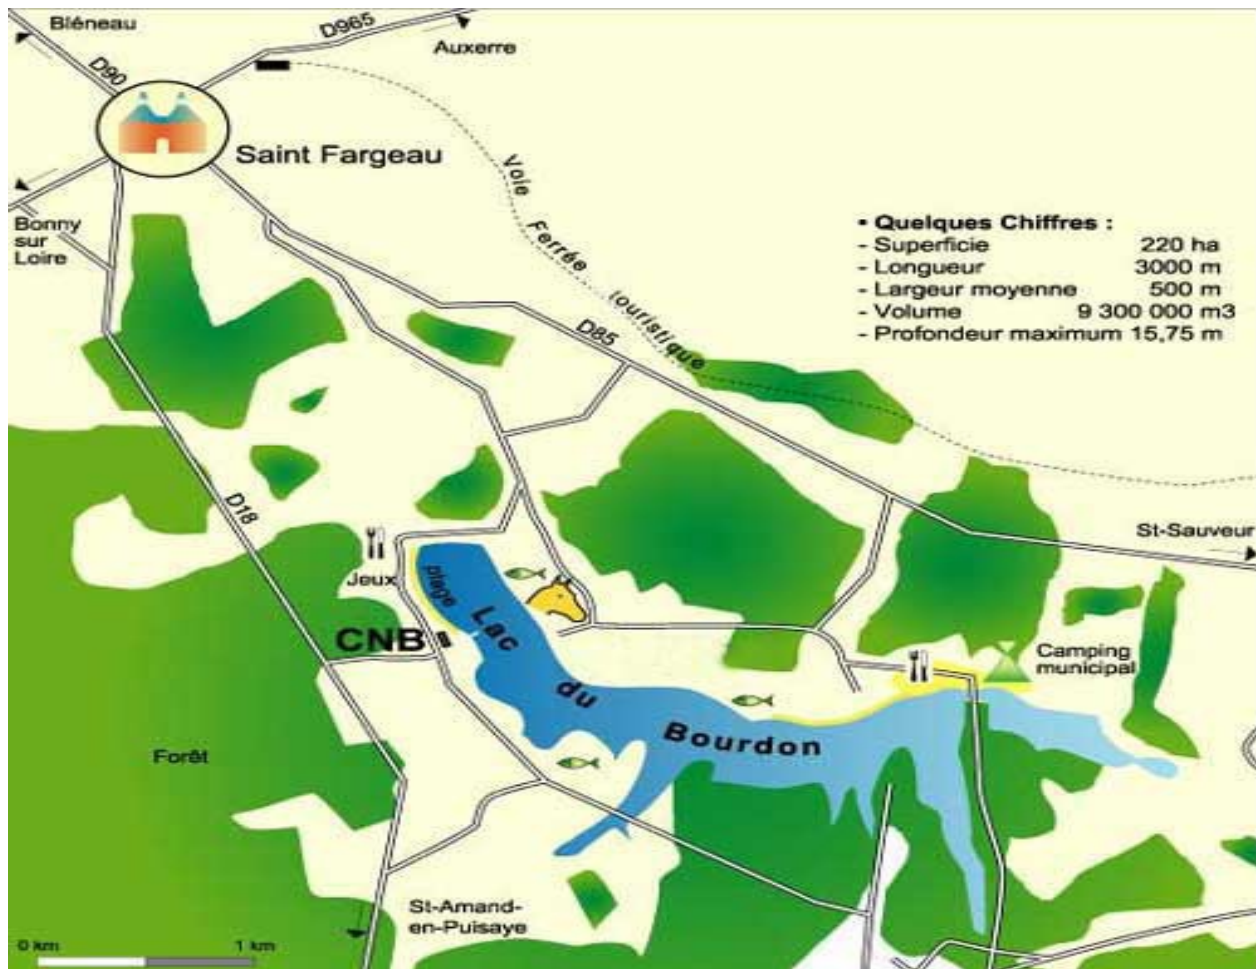 Bléneau
D965
Auxerre
D90
Saint Fargeau
Bonny
sur
Loire
Voie Ferrée touristique
• Quelques Chiffres :
- Superficie 220 ha
- Longueur 3000 m
- Largeur moyenne 500 m
- Volume 9 300 000 m3
- Profondeur maximum 15,75 m
D85
D18
St-Sauveur
Jeux
plage
CNB
Lac du Bourdon
Camping
municipal
Forêt
St-Amand-
en-Puisaye
0 km 1 km